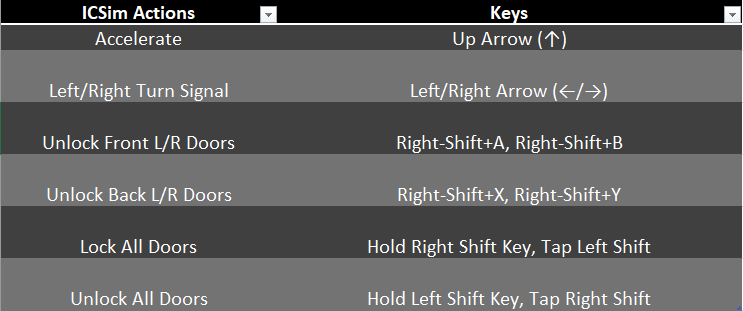 ICSim Actions Keys
Accelerate Up Arrow (↑)
Left/Right Turn Signal Left/Right Arrow (←/→)
Unlock Front L/R Doors Right-Shift+A, Right-Shift+B
Unlock Back L/R Doors Right-Shift+X, Right-Shift+Y
Lock All Doors Hold Right Shift Key, Tap Left Shift
Unlock All Doors Hold Left Shift Key, Tap Right Shift